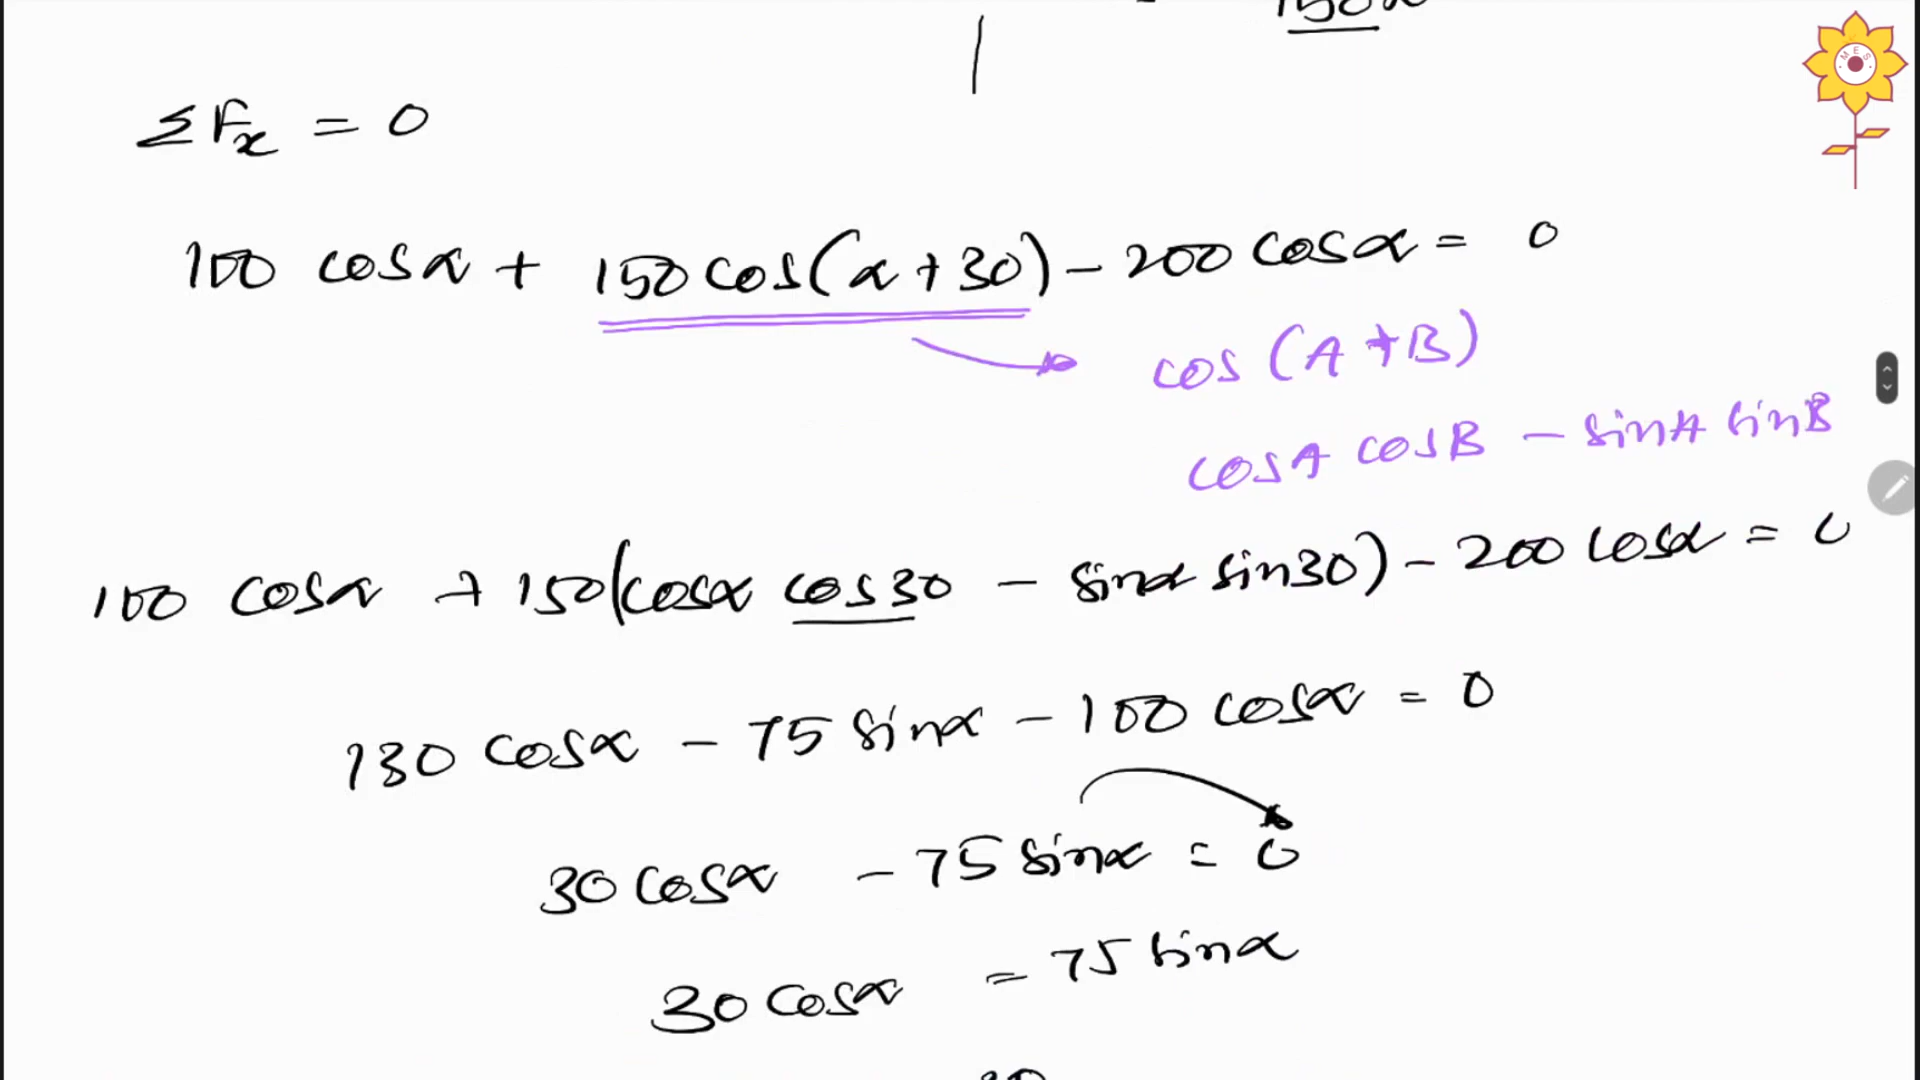 ΣFx = 0
100 cosα + 150 cos(α+30) - 200 cosα = 0
cos (A+B)
cosA cosB - sinA sinB
100 cosα + 150(cosα cos30 - sinα sin30) - 200 cosα = 0
130 cosα - 75 sinα - 100 cosα = 0
30 cosα - 75 sinα = 0
30 cosα = 75 sinα
MES